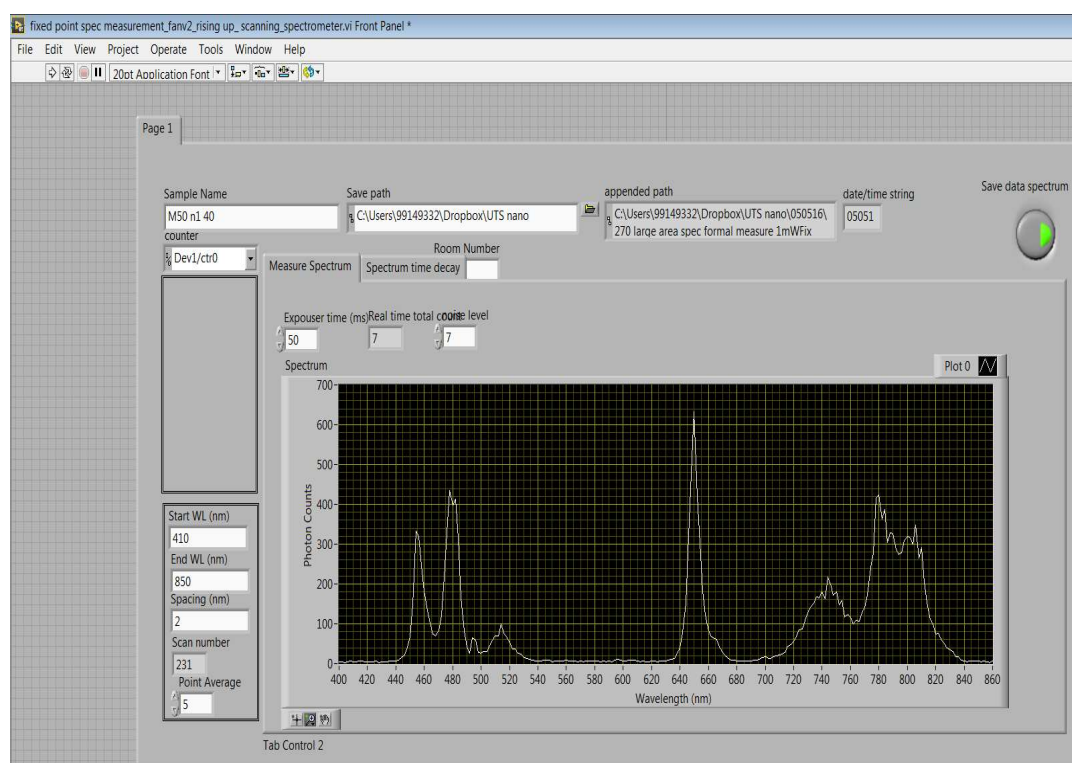 fixed point spec measurement_fanv2_rising up_ scanning_spectrometer.vi Front Panel *
File Edit View Project Operate Tools Window Help
20pt Application Font
Page 1
Sample Name
M50 n1 40
Save path
C:\Users\99149332\Dropbox\UTS nano
appended path
C:\Users\99149332\Dropbox\UTS nano\050516\
270 large area spec formal measure 1mWFix
date/time string
05051
Save data spectrum
counter
Dev1/ctr0
Room Number
Measure Spectrum
Spectrum time decay
Expouser time (ms)
50
Real time total count
7
noise level
7
Spectrum
Plot 0
700
600
500
400
300
200
100
0
Photon Counts
400 420 440 460 480 500 520 540 560 580 600 620 640 660 680 700 720 740 760 780 800 820 840 860
Wavelength (nm)
Start WL (nm)
410
End WL (nm)
850
Spacing (nm)
2
Scan number
231
Point Average
5
Tab Control 2